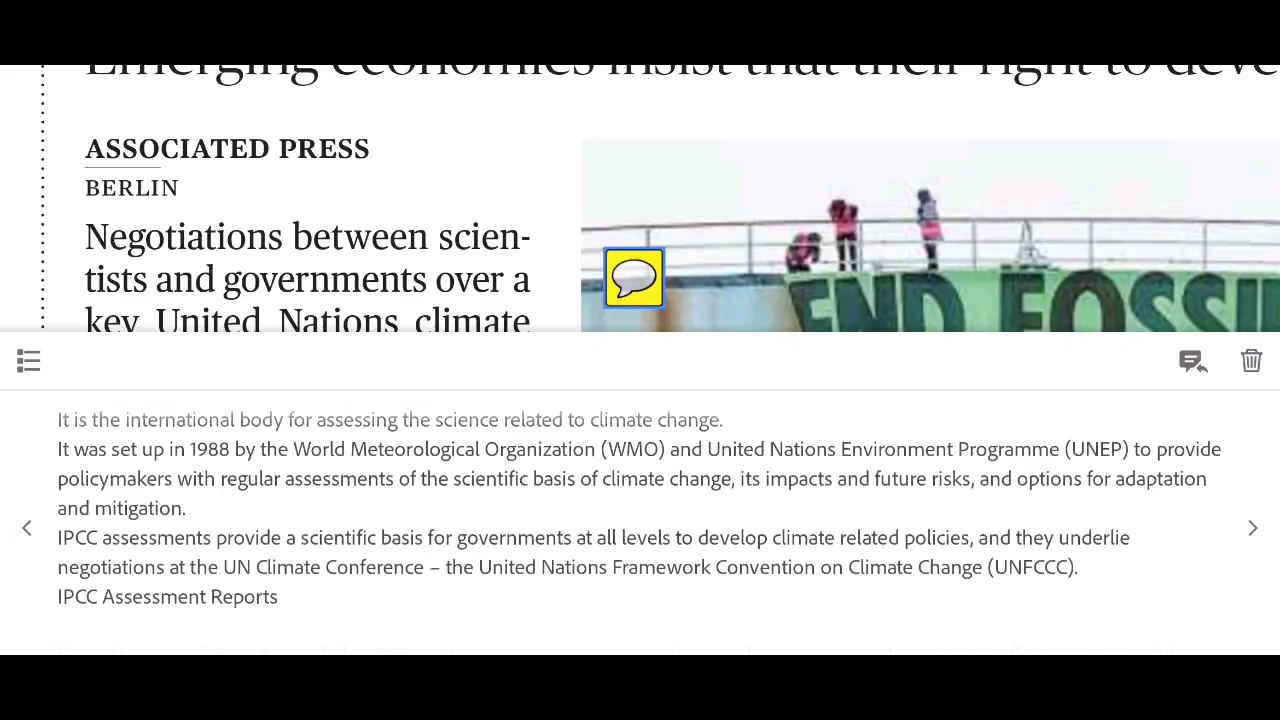 Emerging economies insist that their right to deve
ASSOCIATED PRESS
BERLIN
Negotiations between scien-
tists and governments over a
key United Nations climate
END FOSSI
It is the international body for assessing the science related to climate change.
It was set up in 1988 by the World Meteorological Organization (WMO) and United Nations Environment Programme (UNEP) to provide
policymakers with regular assessments of the scientific basis of climate change, its impacts and future risks, and options for adaptation
and mitigation.
IPCC assessments provide a scientific basis for governments at all levels to develop climate related policies, and they underlie
negotiations at the UN Climate Conference – the United Nations Framework Convention on Climate Change (UNFCCC).
IPCC Assessment Reports